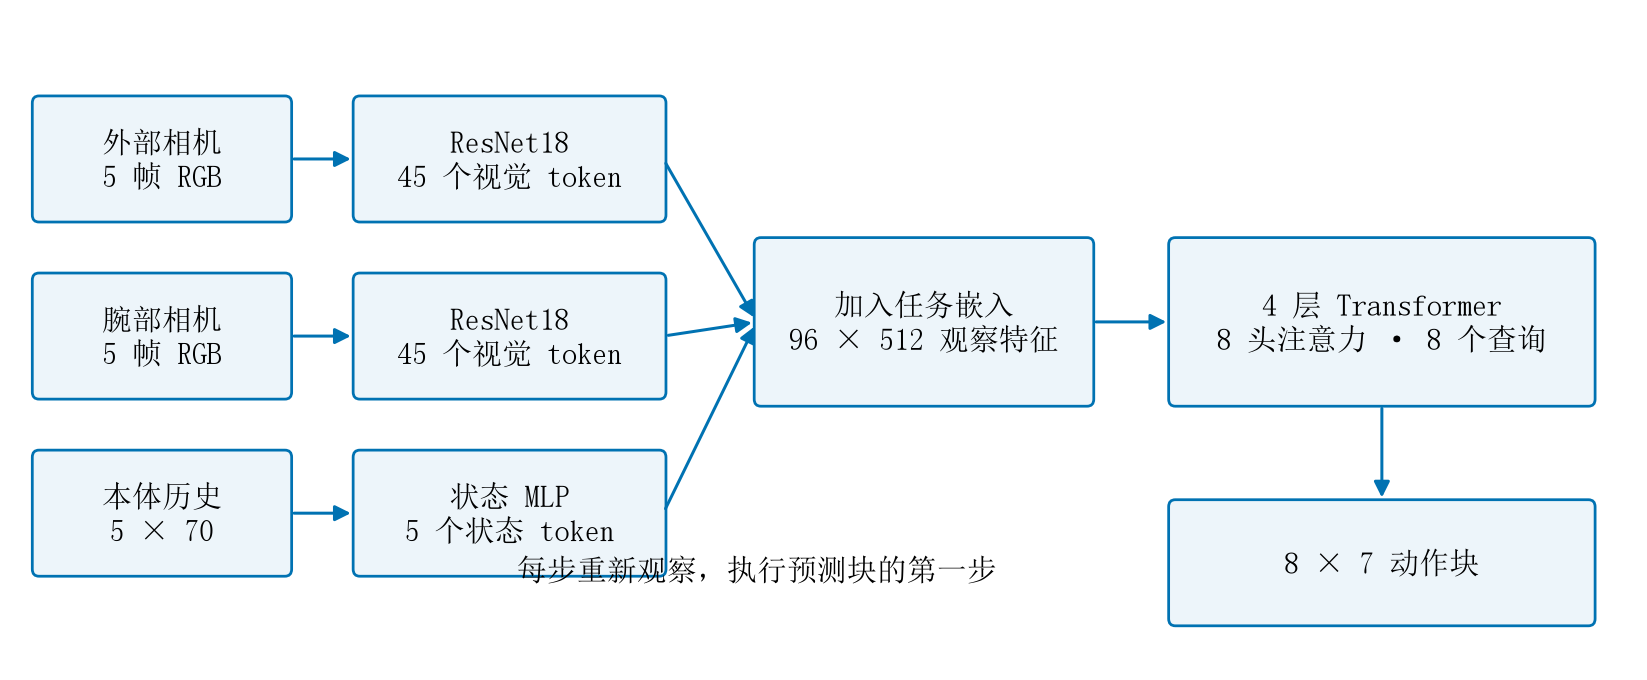 外部相机
5 帧 RGB
ResNet18
45 个视觉 token
腕部相机
5 帧 RGB
ResNet18
45 个视觉 token
本体历史
5 × 70
状态 MLP
5 个状态 token
加入任务嵌入
96 × 512 观察特征
4 层 Transformer
8 头注意力 • 8 个查询
8 × 7 动作块
每步重新观察，执行预测块的第一步